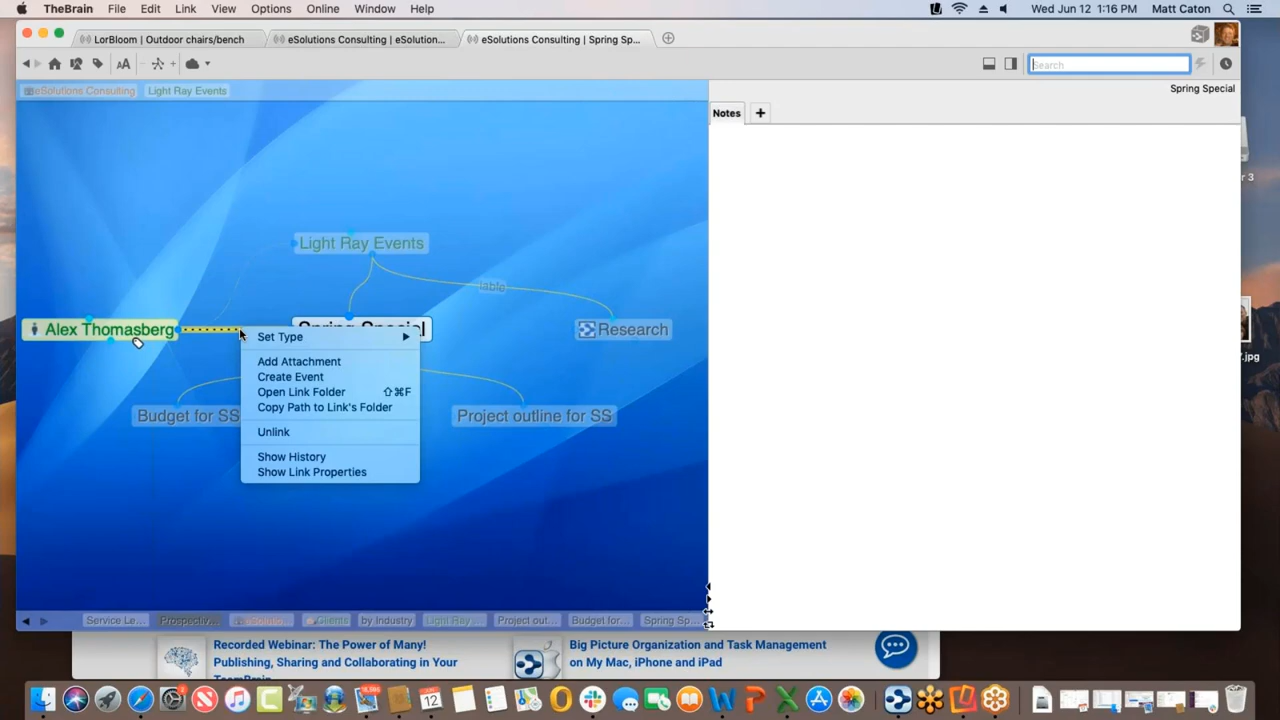 TheBrain File Edit Link View Options Online Window Help Wed Jun 12 1:16 PM Matt Caton
LorBloom | Outdoor chairs/bench eSolutions Consulting | eSolution... eSolutions Consulting | Spring Sp...
AA Search
eSolutions Consulting Light Ray Events Spring Special
Notes +
Light Ray Events
table
Alex Thomasberg Spring Special Research
Set Type
Add Attachment
Create Event
Open Link Folder ⇧⌘F
Copy Path to Link's Folder
Budget for SS Project outline for SS
Unlink
Show History
Show Link Properties
Service Le... Prospectiv... eSolutio... Clients by Industry Light Ray... Project out... Budget for... Spring Sp...
Recorded Webinar: The Power of Many!
Publishing, Sharing and Collaborating in Your
Big Picture Organization and Task Management
on My Mac, iPhone and iPad